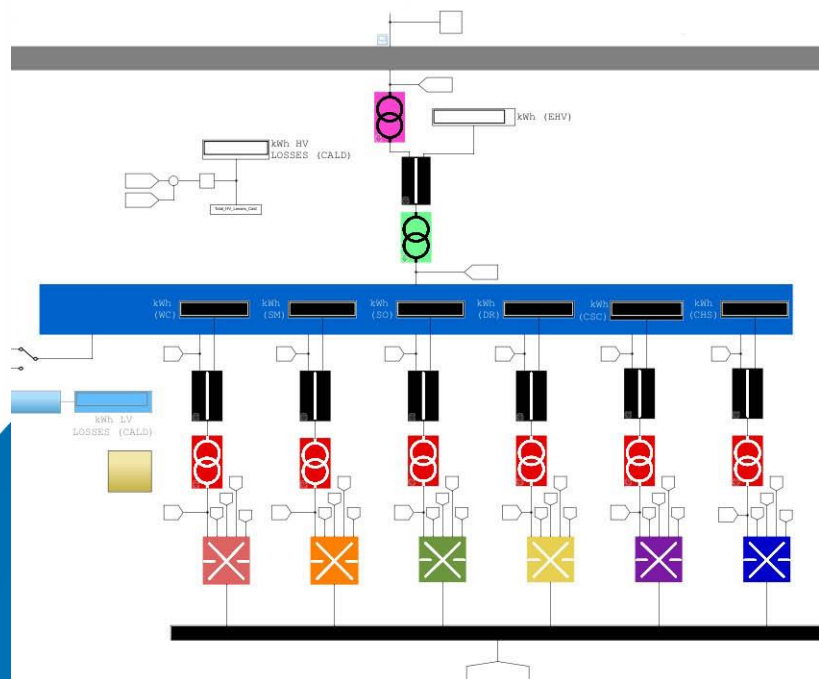 kWh (EHV)
kWh HV
LOSSES (CALD)
Total_HV_Losses_Cald
kWh
(WC)
kWh
(SM)
kWh
(SO)
kWh
(DR)
kWh
(CSC)
kWh
(CHS)
kWh LV
LOSSES (CALD)